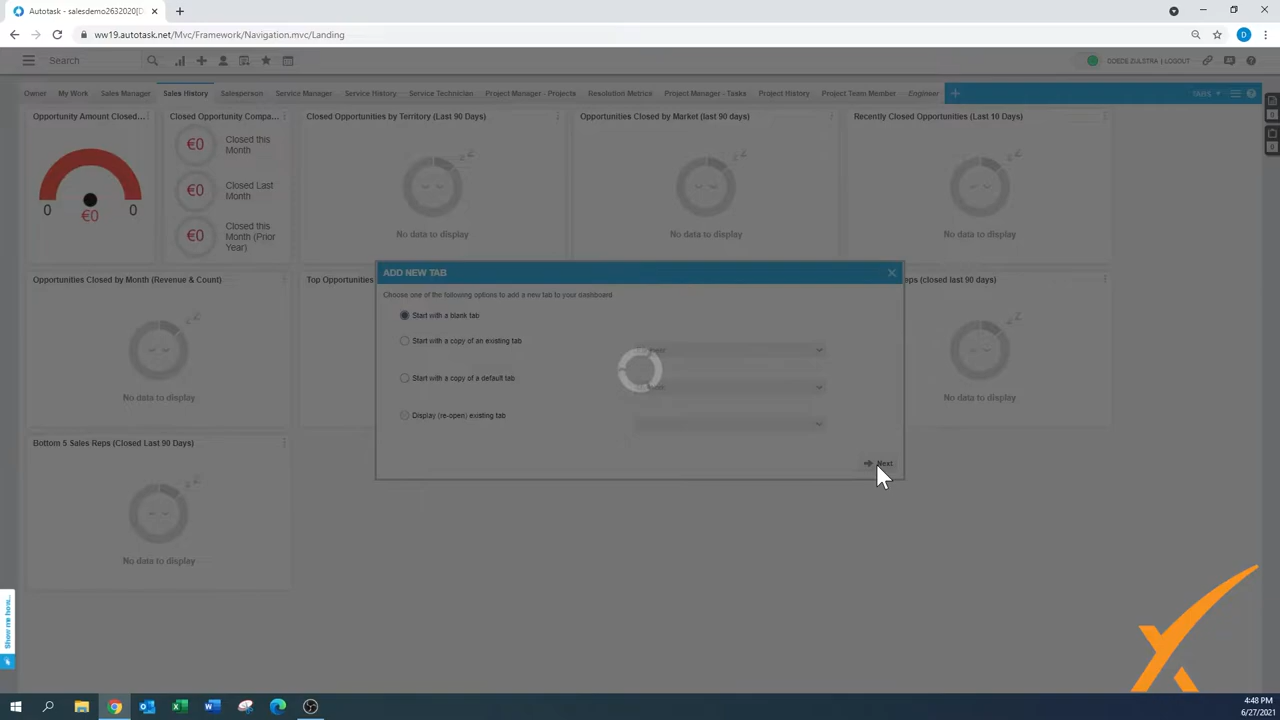 Autotask - salesdemo2632020[D
ww19.autotask.net/Mvc/Framework/Navigation.mvc/Landing
D
Search
DOEDE ZIJLSTRA | LOGOUT
Owner My Work Sales Manager Sales History Salesperson Service Manager Service History Service Technician Project Manager - Projects Resolution Metrics Project Manager - Tasks Project History Project Team Member Engineer
TABS
Opportunity Amount Closed...
0 €0 0
Closed Opportunity Compa...
€0 Closed this
Month
€0 Closed Last
Month
€0 Closed this
Month (Prior
Year)
Closed Opportunities by Territory (Last 90 Days)
No data to display
Opportunities Closed by Market (last 90 days)
No data to display
Recently Closed Opportunities (Last 10 Days)
No data to display
0
0
Opportunities Closed by Month (Revenue & Count)
No data to display
Top Opportunities
eps (closed last 90 days)
No data to display
ADD NEW TAB
Choose one of the following options to add a new tab to your dashboard
Start with a blank tab
Start with a copy of an existing tab
Start with a copy of a default tab
Display (re-open) existing tab
Next
Bottom 5 Sales Reps (Closed Last 90 Days)
No data to display
Show me how...
4:48 PM
6/27/2021